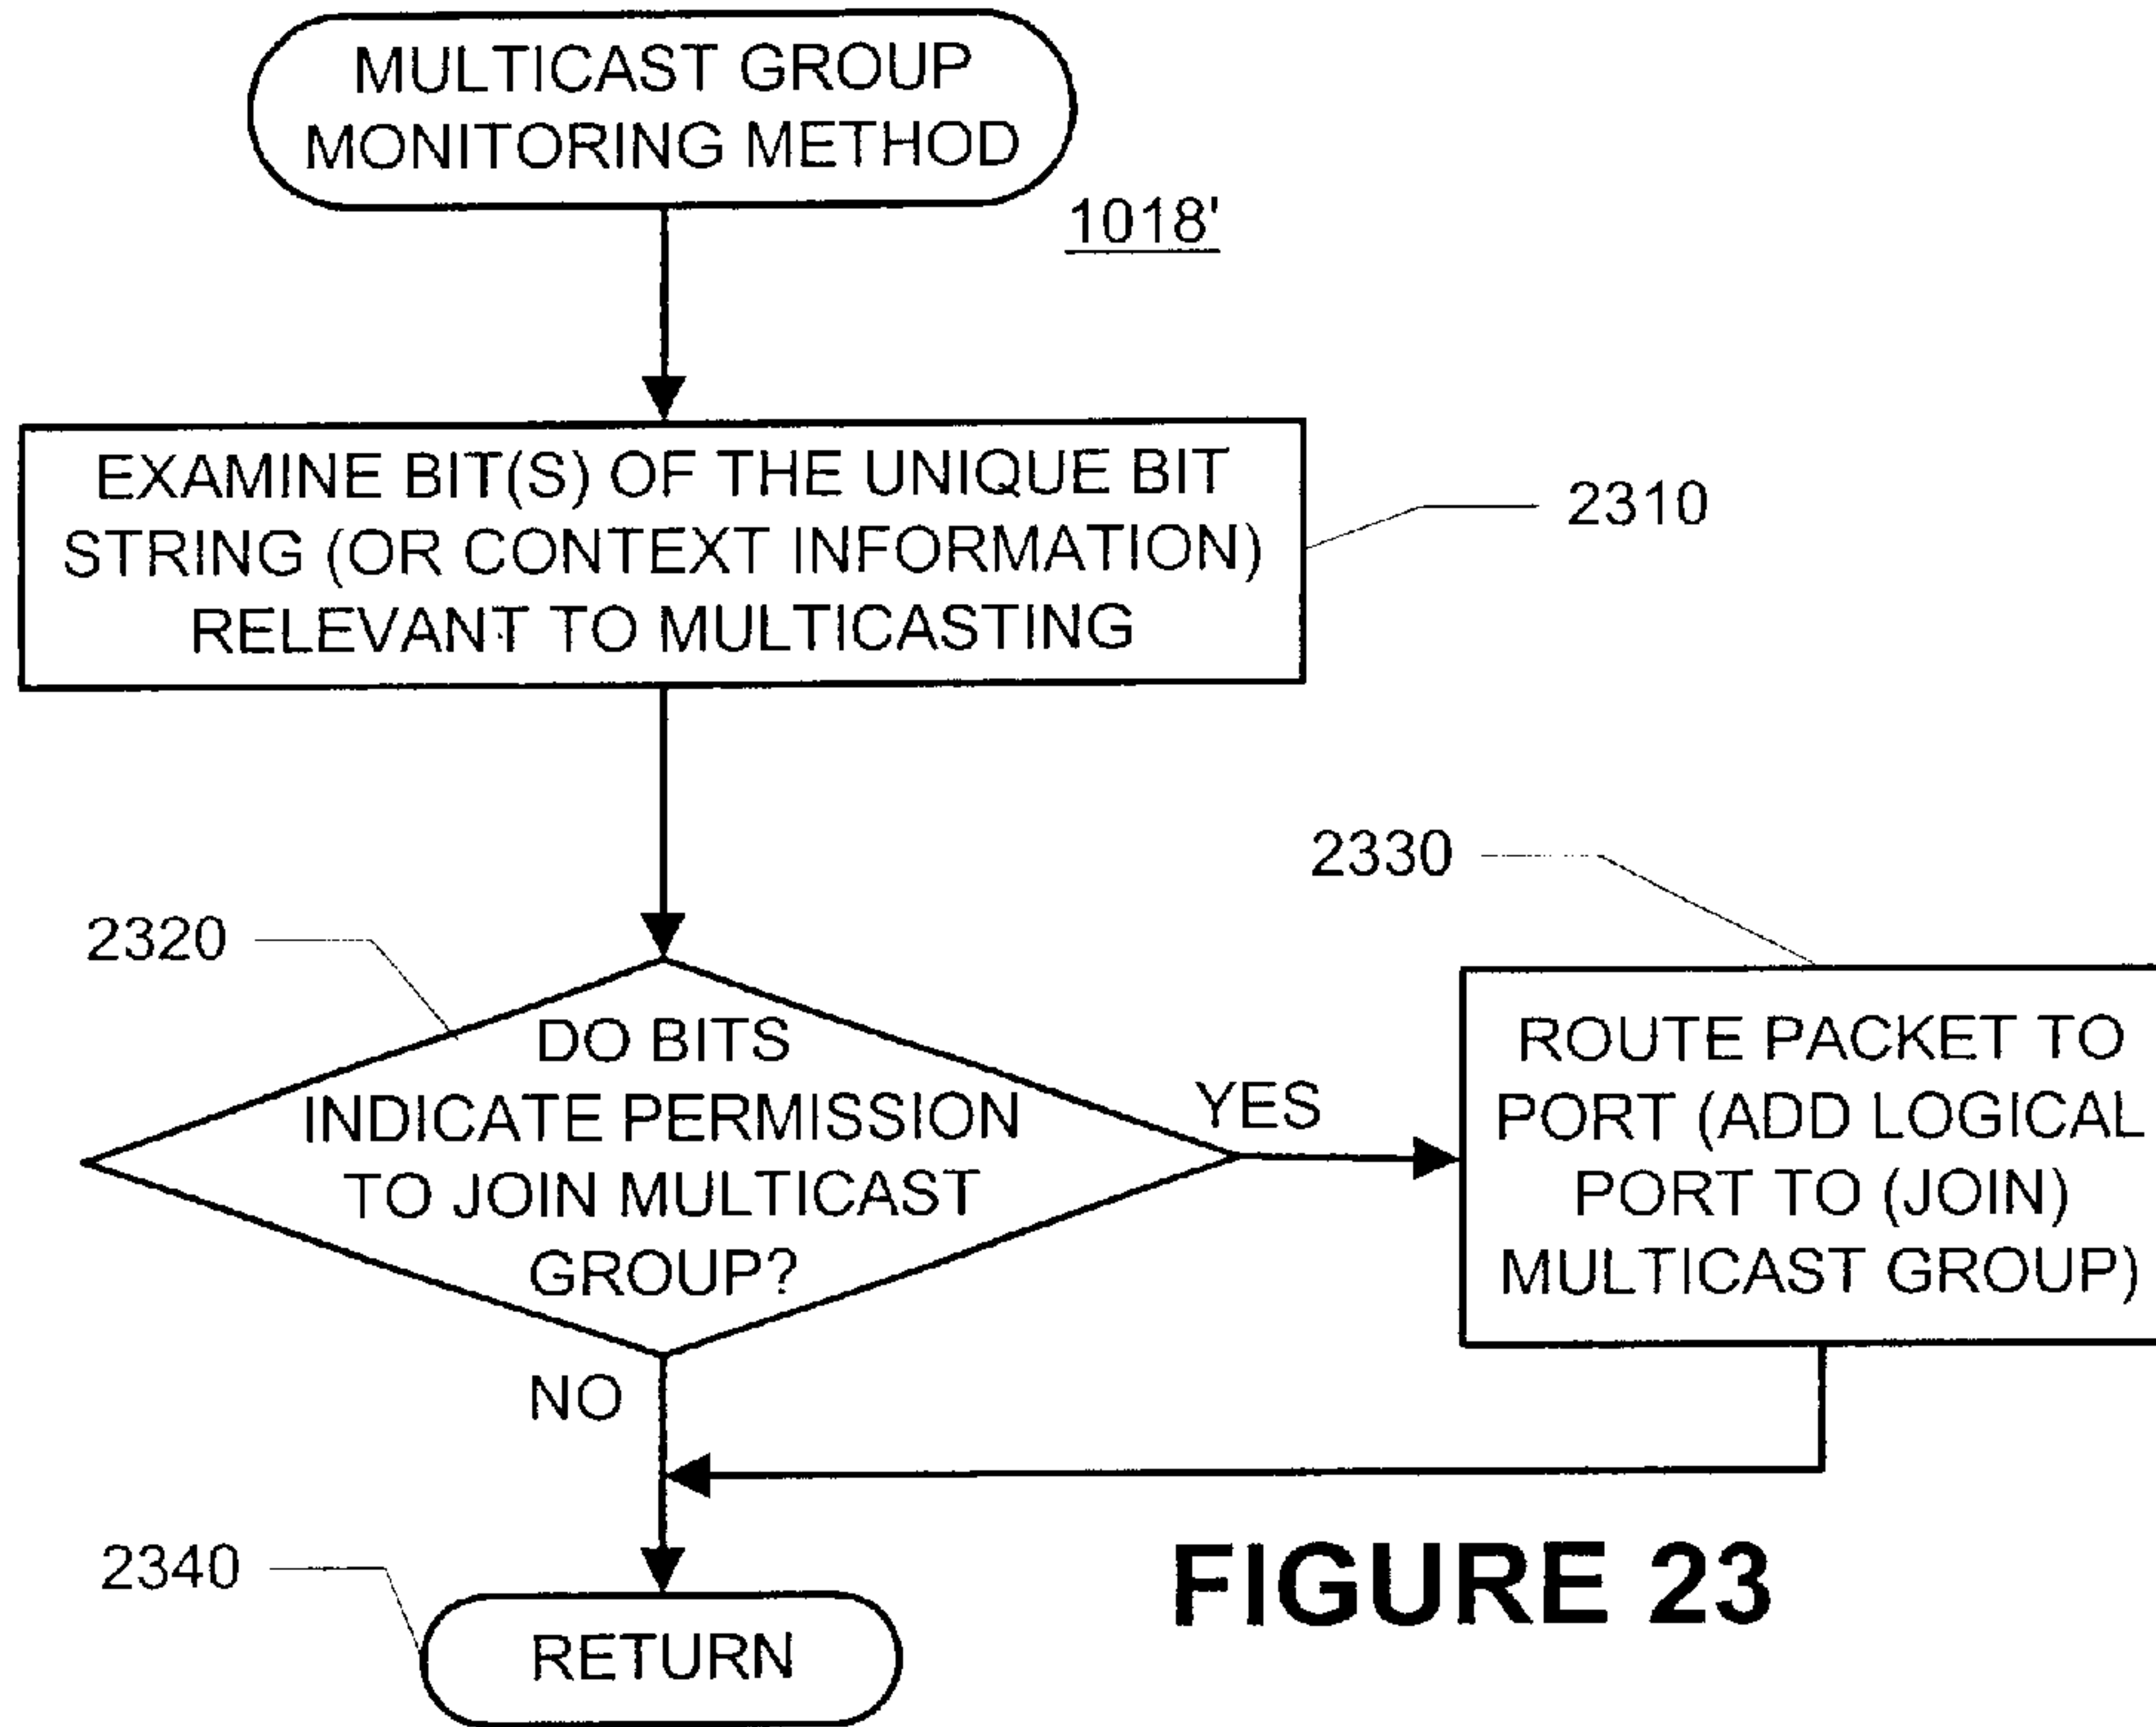 MULTICAST GROUP
MONITORING METHOD
1018'
EXAMINE BIT(S) OF THE UNIQUE BIT
STRING (OR CONTEXT INFORMATION)
RELEVANT TO MULTICASTING
2310
2330
2320
DO BITS
INDICATE PERMISSION
TO JOIN MULTICAST
GROUP?
YES
ROUTE PACKET TO
PORT (ADD LOGICAL
PORT TO (JOIN)
MULTICAST GROUP)
NO
2340
RETURN
FIGURE 23